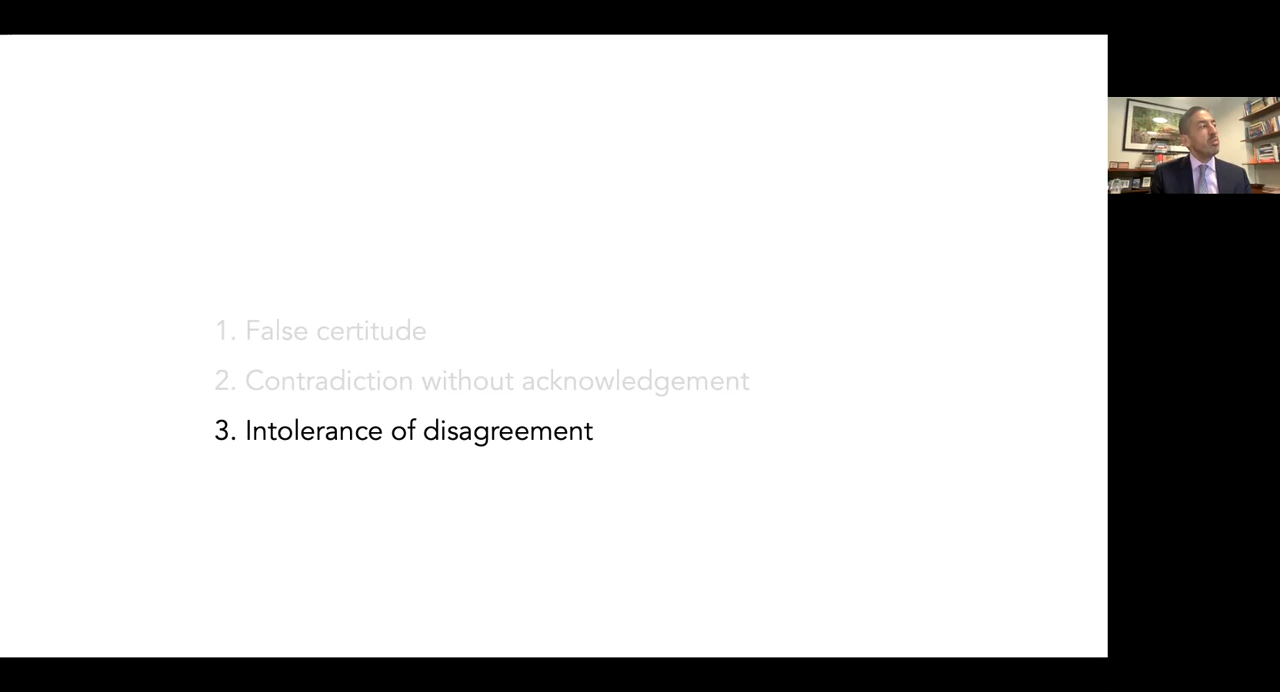 1. False certitude
2. Contradiction without acknowledgement
3. Intolerance of disagreement